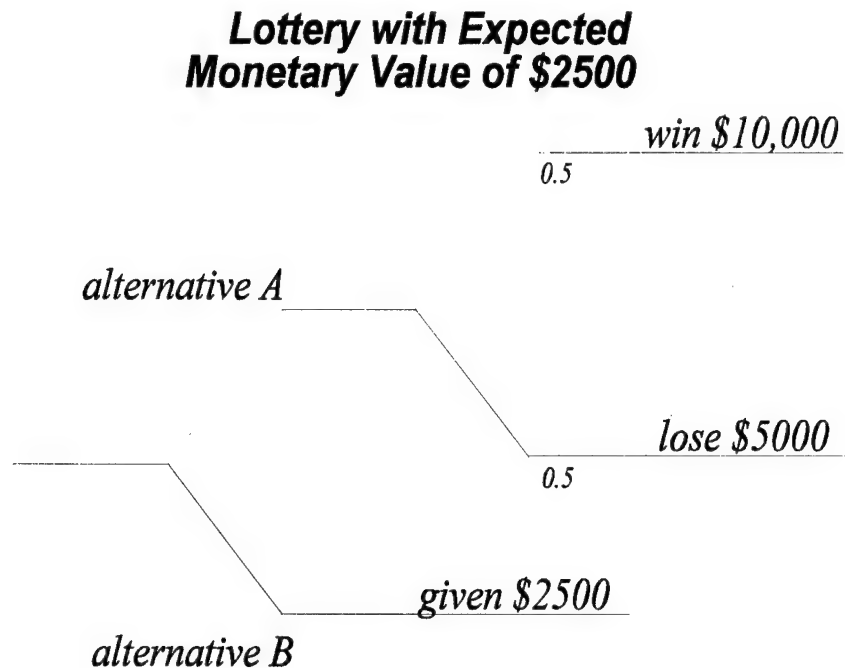 Lottery with Expected
Monetary Value of $2500
win $10,000
0.5
alternative A
lose $5000
0.5
given $2500
alternative B